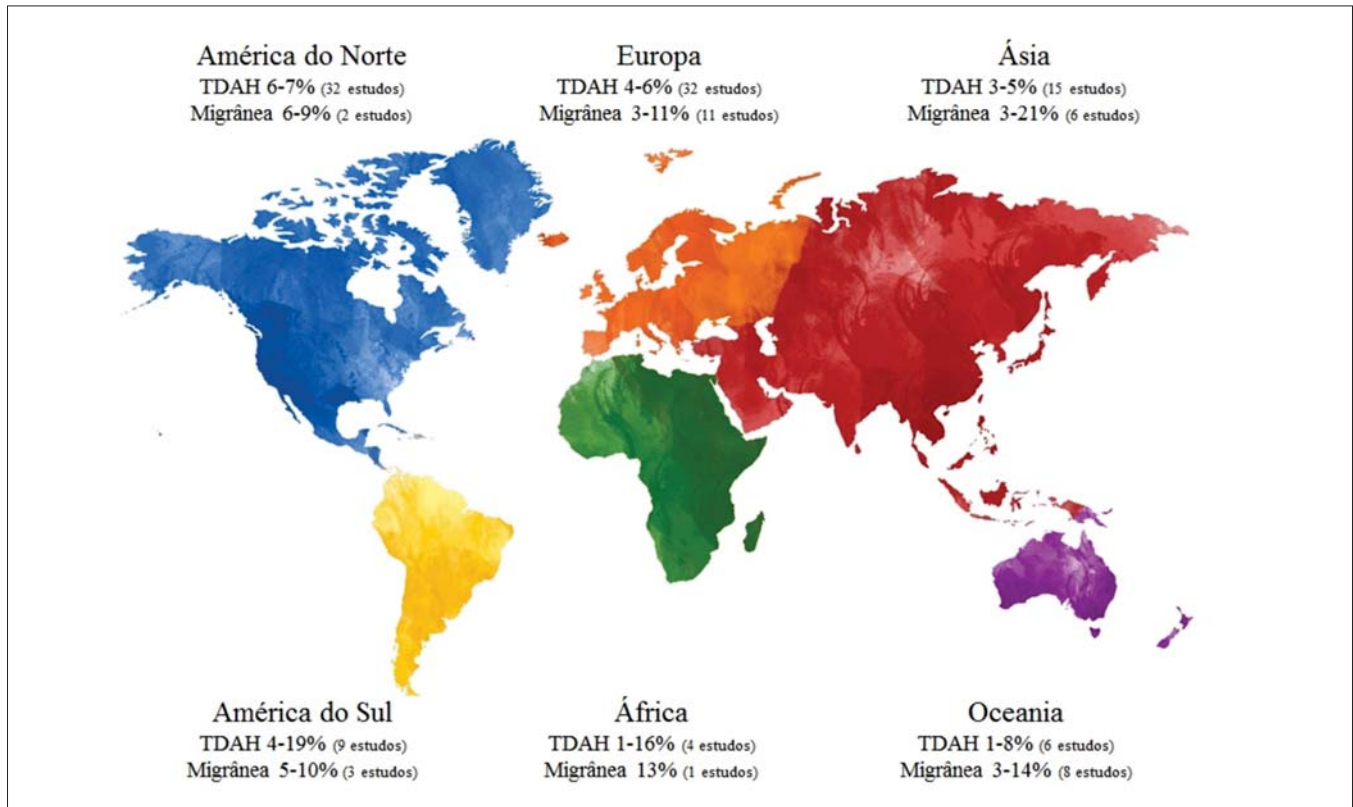 América do Norte
TDAH 6-7% (32 estudos)
Migrânea 6-9% (2 estudos)
Europa
TDAH 4-6% (32 estudos)
Migrânea 3-11% (11 estudos)
Ásia
TDAH 3-5% (15 estudos)
Migrânea 3-21% (6 estudos)
América do Sul
TDAH 4-19% (9 estudos)
Migrânea 5-10% (3 estudos)
África
TDAH 1-16% (4 estudos)
Migrânea 13% (1 estudos)
Oceania
TDAH 1-8% (6 estudos)
Migrânea 3-14% (8 estudos)